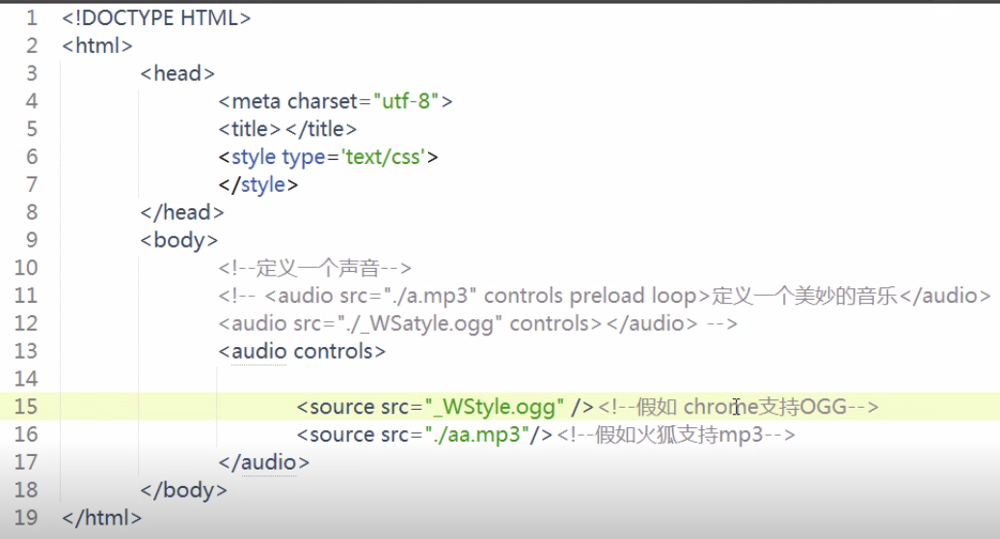 1 <!DOCTYPE HTML>
2 <html>
3 <head>
4 <meta charset="utf-8">
5 <title></title>
6 <style type='text/css'>
7 </style>
8 </head>
9 <body>
10 <!--定义一个声音-->
11 <!-- <audio src="./a.mp3" controls preload loop>定义一个美妙的音乐</audio>
12 <audio src="./_WSatyle.ogg" controls></audio> -->
13 <audio controls>
14
15 <source src="_WStyle.ogg" /><!--假如 chrome支持OGG-->
16 <source src="./aa.mp3"/><!--假如火狐支持mp3-->
17 </audio>
18 </body>
19 </html>